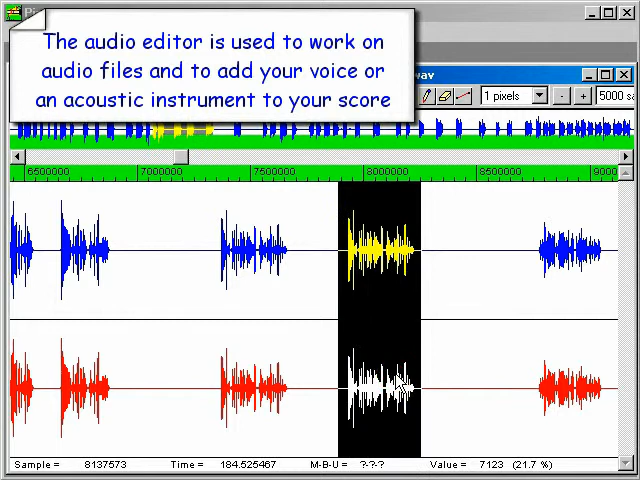 The audio editor is used to work on
audio files and to add your voice or
an acoustic instrument to your score
wav
1 pixels - + 5000 sa
6500000 7000000 7500000 8000000 8500000 9000
Sample = 8137573 Time = 184.525467 M-B-U = ?-?-? Value = 7123 (21.7 %)